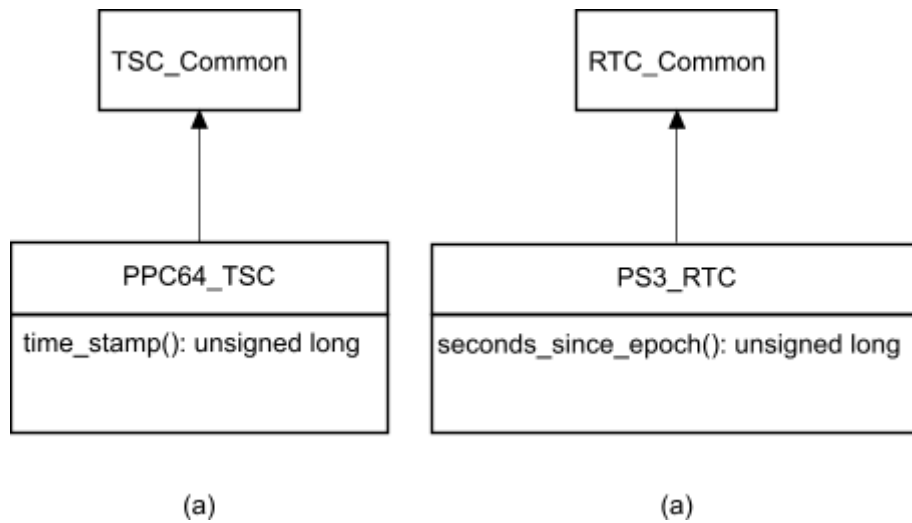 TSC_Common
PPC64_TSC
time_stamp(): unsigned long
(a)
RTC_Common
PS3_RTC
seconds_since_epoch(): unsigned long
(a)